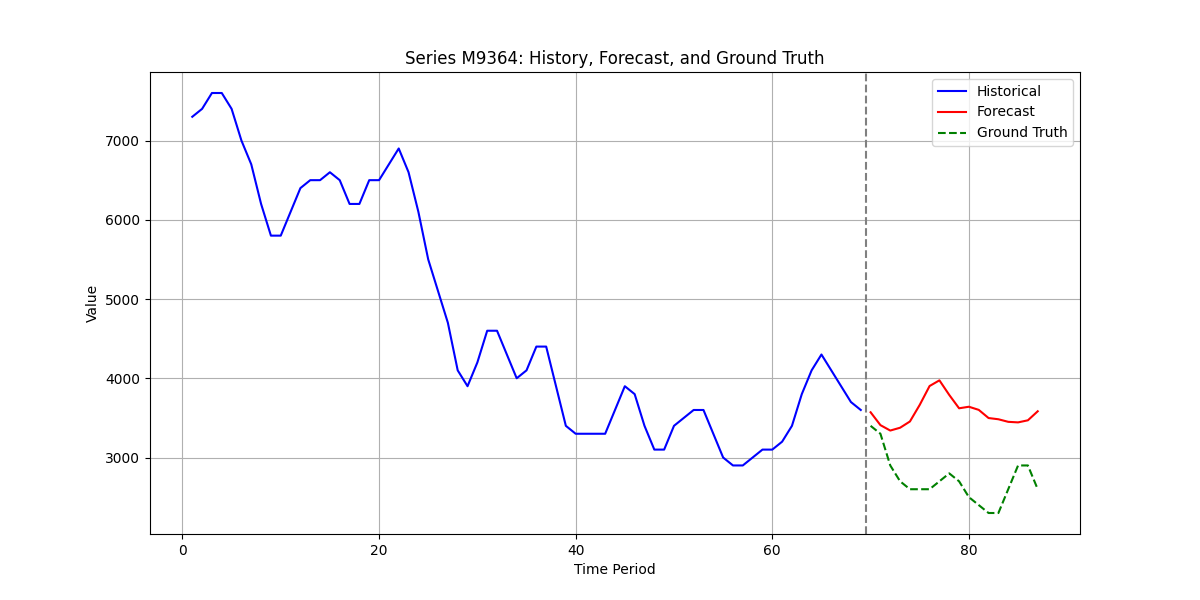 Series M9364: History, Forecast, and Ground Truth
Historical
Forecast
Ground Truth
7000
6000
5000
4000
3000
Value
0 20 40 60 80
Time Period